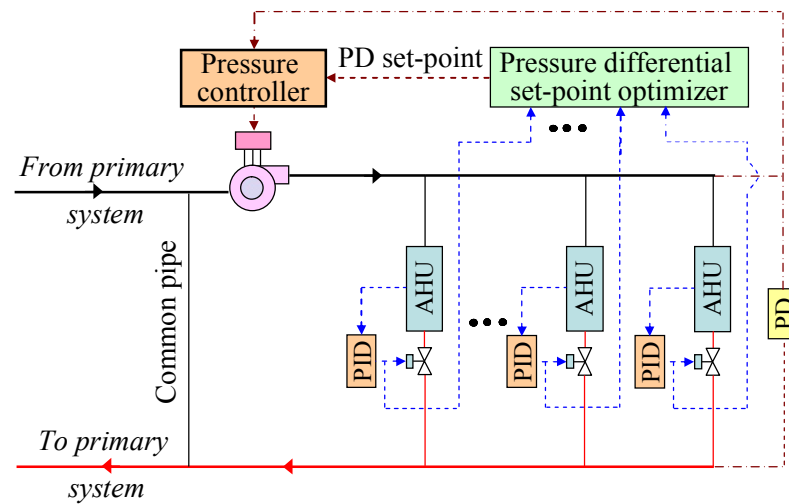 Pressure
controller
PD set-point
Pressure differential
set-point optimizer
From primary
system
Common pipe
AHU
AHU
AHU
PID
PID
PID
PD
To primary
system